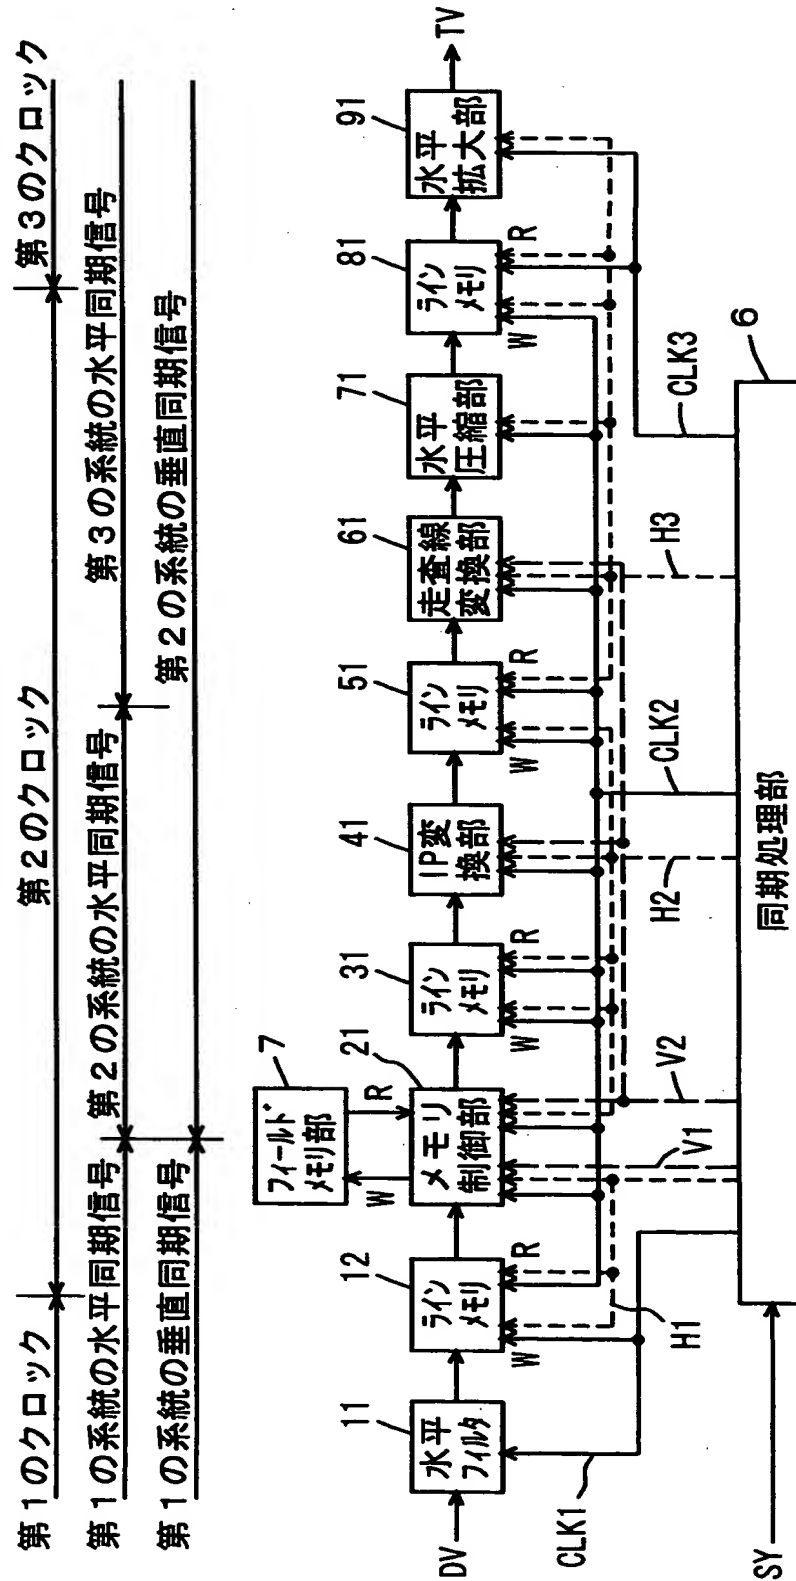 第1のクロック
第2のクロック
第3のクロック
第1の系統の水平同期信号
第2の系統の水平同期信号
第3の系統の水平同期信号
第1の系統の垂直同期信号
第2の系統の垂直同期信号
7
フィールド
メモリ部
W
R
DV
11
水平
フィルタ
12
ライン
メモリ
W
R
21
メモリ
制御部
31
ライン
メモリ
W
R
41
IP変
換部
51
ライン
メモリ
W
R
61
走査線
変換部
71
水平
圧縮部
81
ライン
メモリ
W
R
91
水平
拡大部
TV
CLK1
H1
V1
V2
H2
CLK2
H3
CLK3
6
SY
同期処理部